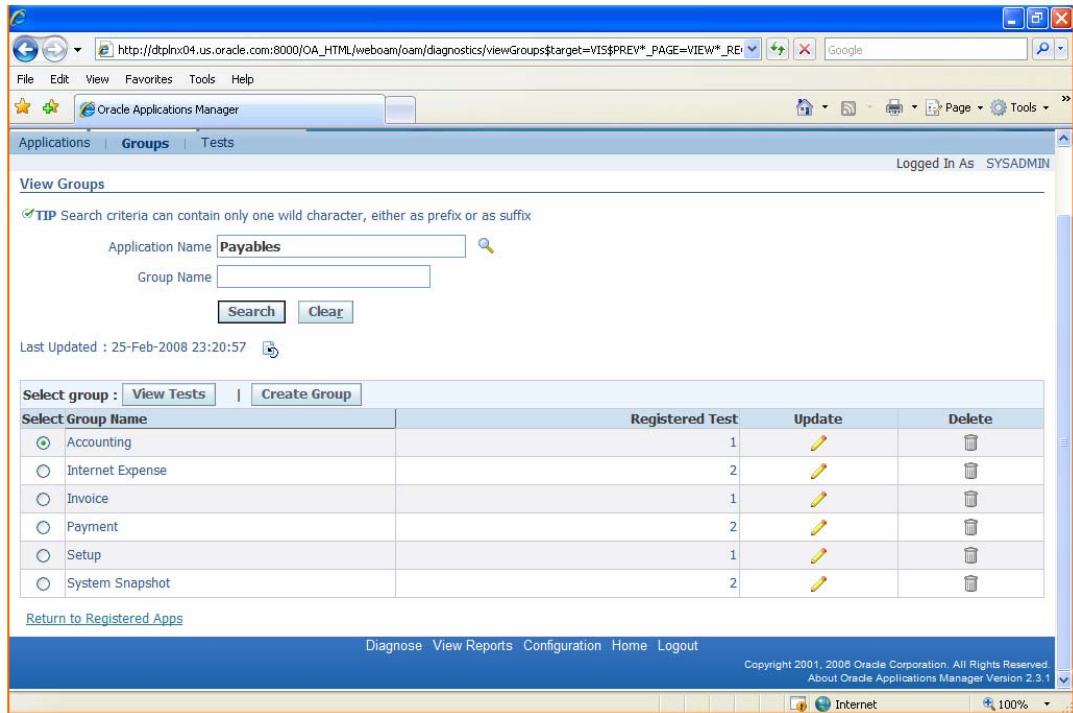 http://dtplnx04.us.oracle.com:8000/OA_HTML/weboam/oam/diagnostics/viewGroups$target=VIS$PREV*_PAGE=VIEW*_RE
Google
File Edit View Favorites Tools Help
Oracle Applications Manager
Page Tools
Applications | Groups | Tests
Logged In As SYSADMIN
View Groups
TIP Search criteria can contain only one wild character, either as prefix or as suffix
Application Name Payables
Group Name
Search Clear
Last Updated : 25-Feb-2008 23:20:57
Select group : View Tests | Create Group
Select Group Name Registered Test Update Delete
Accounting 1
Internet Expense 2
Invoice 1
Payment 2
Setup 1
System Snapshot 2
Return to Registered Apps
Diagnose View Reports Configuration Home Logout
Copyright 2001, 2006 Oracle Corporation. All Rights Reserved.
About Oracle Applications Manager Version 2.3.1
Internet 100%